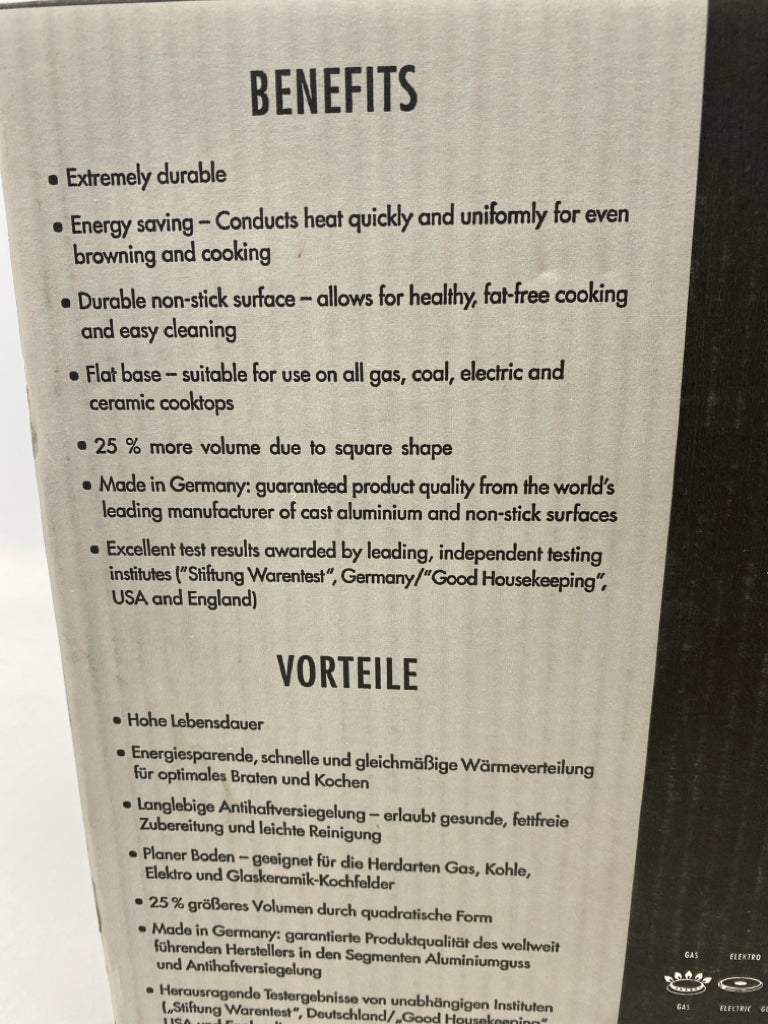 BENEFITS
• Extremely durable
• Energy saving – Conducts heat quickly and uniformly for even
browning and cooking
• Durable non-stick surface – allows for healthy, fat-free cooking
and easy cleaning
• Flat base – suitable for use on all gas, coal, electric and
ceramic cooktops
• 25 % more volume due to square shape
• Made in Germany: guaranteed product quality from the world's
leading manufacturer of cast aluminium and non-stick surfaces
• Excellent test results awarded by leading, independent testing
institutes ("Stiftung Warentest", Germany/"Good Housekeeping",
USA and England)
VORTEILE
• Hohe Lebensdauer
• Energiesparende, schnelle und gleichmäßige Wärmeverteilung
für optimales Braten und Kochen
• Langlebige Antihaftversiegelung – erlaubt gesunde, fettfreie
Zubereitung und leichte Reinigung
• Planer Boden – geeignet für die Herdarten Gas, Kohle,
Elektro und Glaskeramik-Kochfelder
• 25 % größeres Volumen durch quadratische Form
• Made in Germany: garantierte Produktqualität des weltweit
führenden Herstellers in den Segmenten Aluminiumguss
und Antihaftversiegelung
• Herausragende Testergebnisse von unabhängigen Instituten
(„Stiftung Warentest", Deutschland/„Good Housekeeping"
GAS ELEKTRO
GAS ELECTRIC